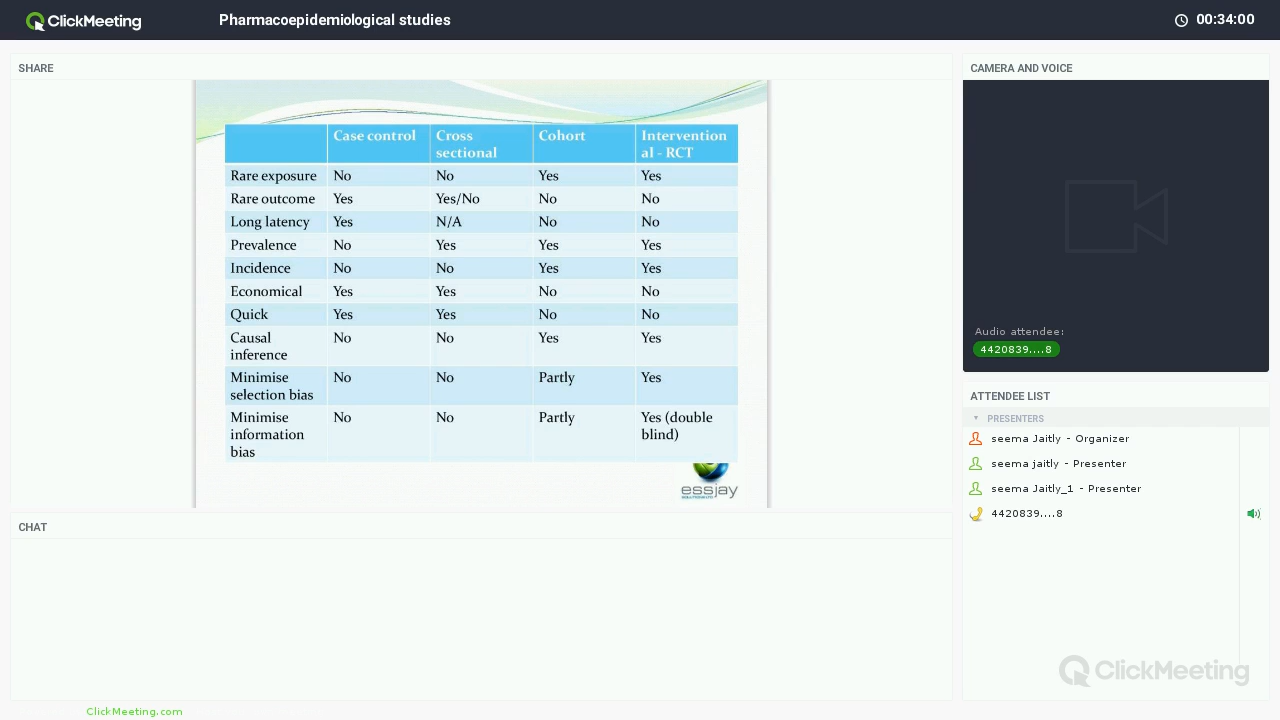 ClickMeeting
Pharmacoepidemiological studies
00:34:00
SHARE
Case control
Cross sectional
Cohort
Intervention
al - RCT
Rare exposure No No Yes Yes
Rare outcome Yes Yes/No No No
Long latency Yes N/A No No
Prevalence No Yes Yes Yes
Incidence No No Yes Yes
Economical Yes Yes No No
Quick Yes Yes No No
Causal No No Yes Yes
inference
Minimise No No Partly Yes
selection bias
Minimise No No Partly Yes (double
information blind)
bias
essjay
CHAT
CAMERA AND VOICE
Audio attendee:
4420839....8
ATTENDEE LIST
PRESENTERS
seema Jaitly - Organizer
seema jaitly - Presenter
seema Jaitly_1 - Presenter
4420839....8
ClickMeeting
ClickMeeting.com